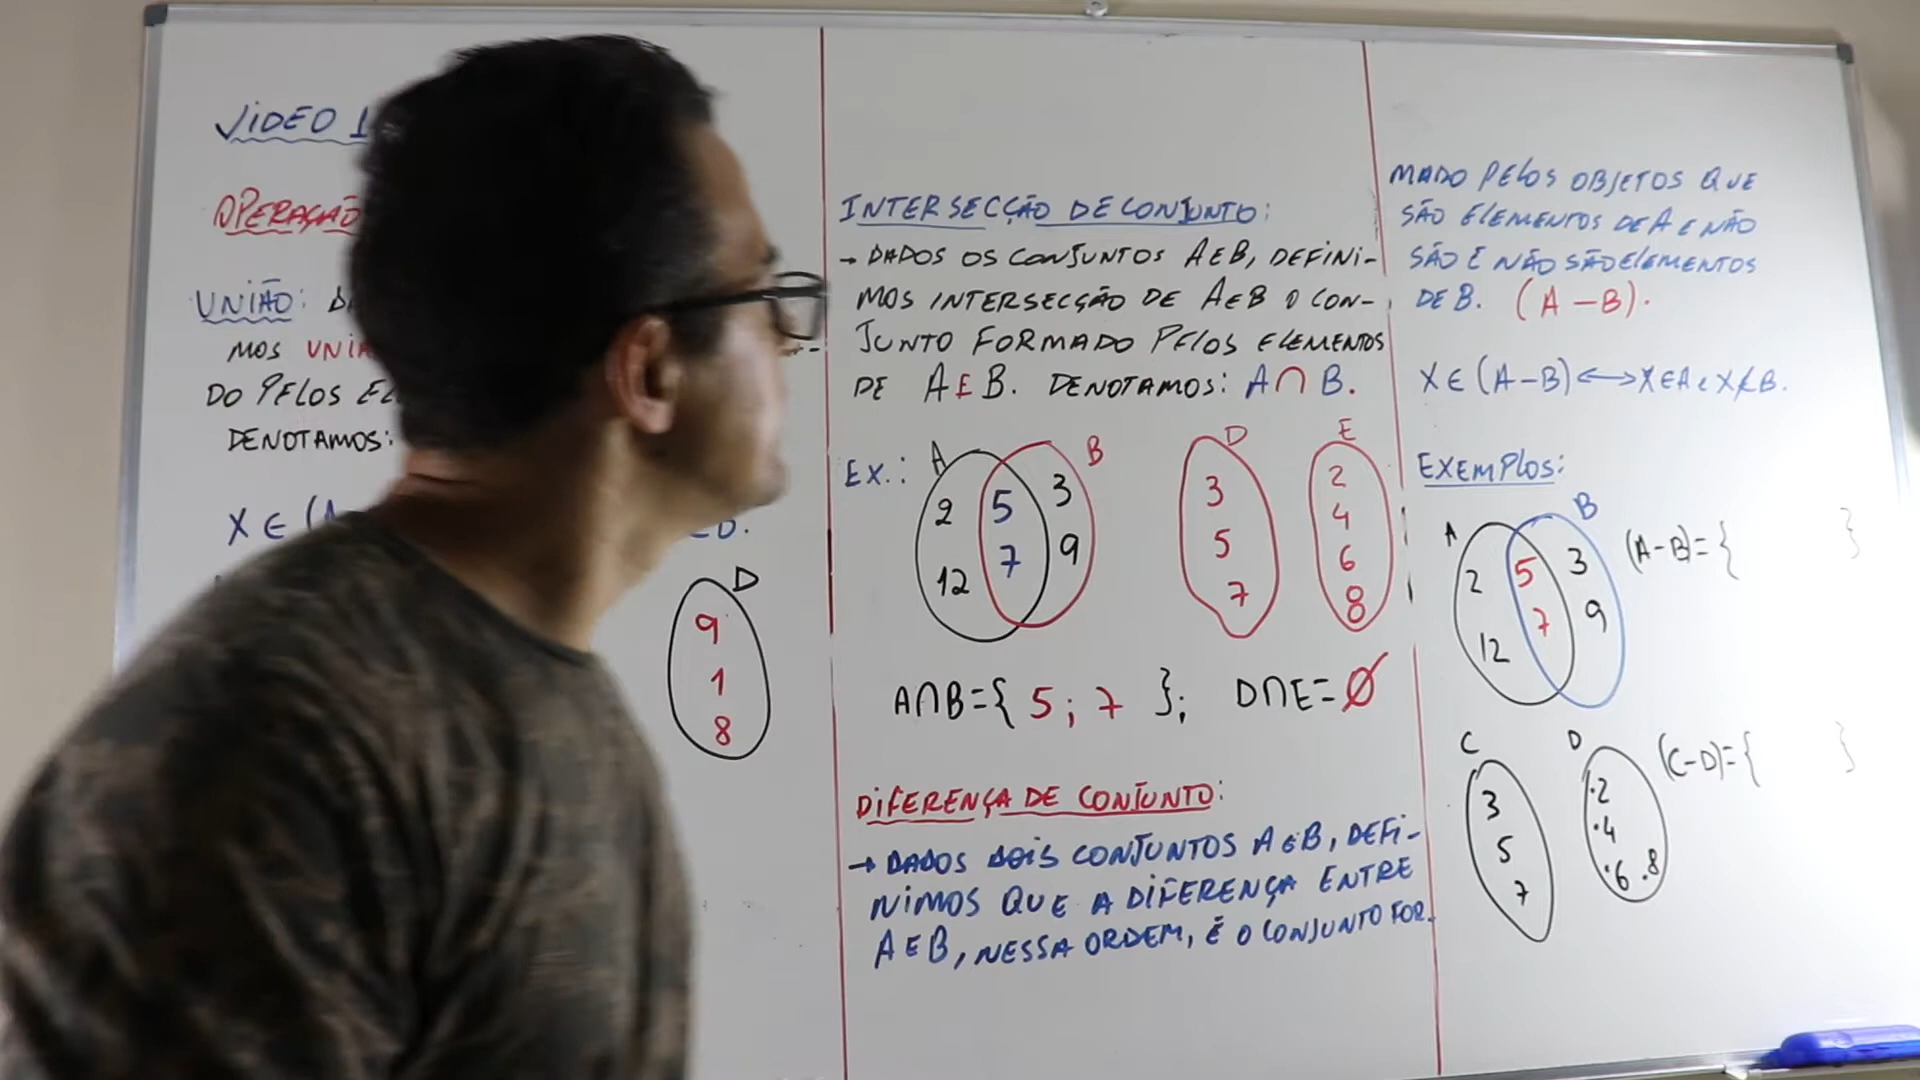 VIDEO 1
OPERAÇÃO
UNIÃO:
MOS
DO PELOS
DENOTAMOS:
X ∈ (A
D
9
1
8
INTERSECÇÃO DE CONJUNTO:
→ DADOS OS CONJUNTOS A E B, DEFINI-
MOS INTERSECÇÃO DE A E B O CON-
JUNTO FORMADO PELOS ELEMENTOS
DE A E B. DENOTAMOS: A ∩ B.
EX.: A B D E
2 5 3 3 2
12 7 9 5 4
7 6
8
A∩B={ 5; 7 }; D∩E=Ø
DIFERENÇA DE CONJUNTO:
→ DADOS DOIS CONJUNTOS A E B, DEFI-
NIMOS QUE A DIFERENÇA ENTRE
A E B, NESSA ORDEM, É O CONJUNTO FOR-
MADO PELOS OBJETOS QUE
SÃO ELEMENTOS DE A E NÃO
SÃO E NÃO SÃO ELEMENTOS
DE B. (A – B).
X ∈ (A – B) ⟷ X ∈ A e X ∉ B.
EXEMPLOS:
A B (A-B)={ }
2 5 3
12 7 9
C D (C-D)={ }
3 .2
5 .4
7 .6 .8